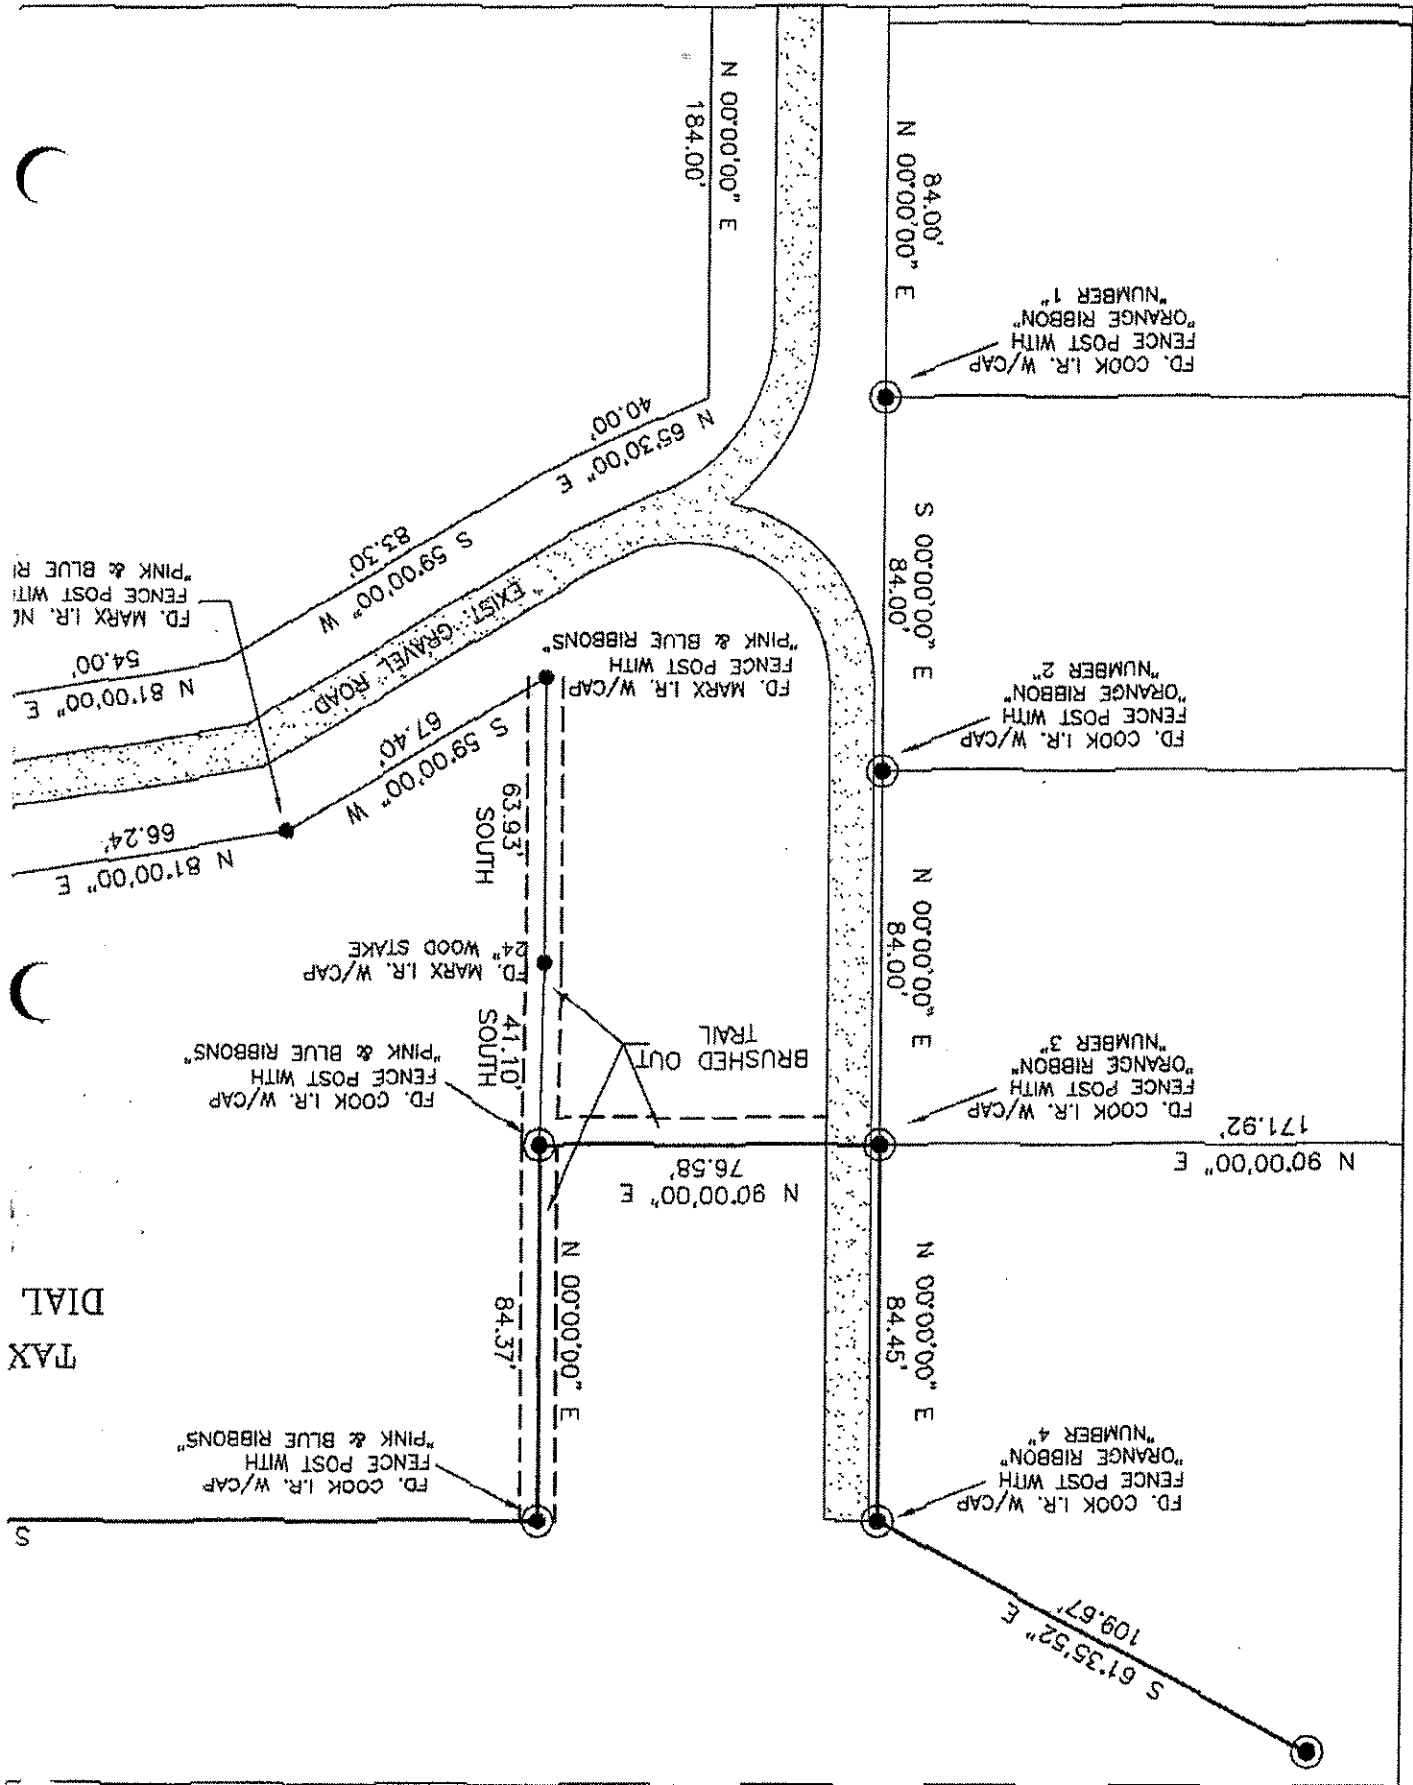 S 61°35'52" E
109.67'
FD. COOK I.R. W/CAP
FENCE POST WITH
"ORANGE RIBBON"
"NUMBER 4"
N 00°00'00" E
84.45'
N 90°00'00" E
171.92'
FD. COOK I.R. W/CAP
FENCE POST WITH
"ORANGE RIBBON"
"NUMBER 3"
N 00°00'00" E
84.00'
FD. COOK I.R. W/CAP
FENCE POST WITH
"ORANGE RIBBON"
"NUMBER 2"
S 00°00'00" E
84.00'
FD. COOK I.R. W/CAP
FENCE POST WITH
"ORANGE RIBBON"
"NUMBER 1"
84.00'
N 00°00'00" E
S
FD. COOK I.R. W/CAP
FENCE POST WITH
"PINK & BLUE RIBBONS"
TAX
DIAL
N 00°00'00" E
84.37'
N 90°00'00" E
76.58'
BRUSHED OUT
TRAIL
FD. COOK I.R. W/CAP
FENCE POST WITH
"PINK & BLUE RIBBONS"
41.10'
SOUTH
FD. MARX I.R. W/CAP
24" WOOD STAKE
63.93'
SOUTH
N 81°00'00" E
66.24'
S 59°00'00" W
67.40'
FD. MARX I.R. W/CAP
FENCE POST WITH
"PINK & BLUE RIBBONS"
EXIST. GRAVEL ROAD
N 81°00'00" E
54.00'
FD. MARX I.R.
FENCE POST
"PINK & BLUE
S 59°00'00" W
83.30'
N 65°30'00" E
40.00'
N 00°00'00" E
184.00'